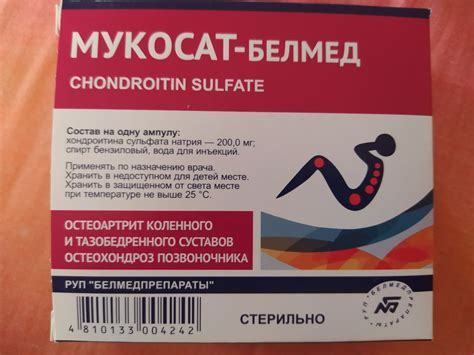 МУКОСАТ-БЕЛМЕД
CHONDROITIN SULFATE
Состав на одну ампулу:
хондроитина сульфата натрия — 200,0 мг;
спирт бензиловый, вода для инъекций.
Применять по назначению врача.
Хранить в недоступном для детей месте.
Хранить в защищенном от света месте
при температуре не выше 25 °С.
ОСТЕОАРТРИТ КОЛЕННОГО
И ТАЗОБЕДРЕННОГО СУСТАВОВ
ОСТЕОХОНДРОЗ ПОЗВОНОЧНИКА
РУП "БЕЛМЕДПРЕПАРАТЫ"
4 810133 004242
СТЕРИЛЬНО
РУП "БЕЛМЕДПРЕПАРАТЫ"